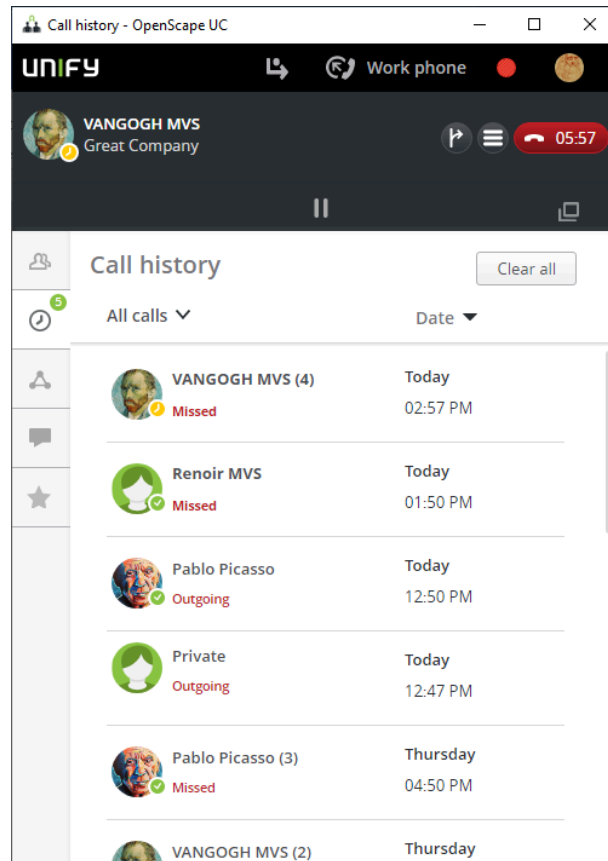 Call history - OpenScape UC
UNIFY
Work phone
VANGOGH MVS
Great Company
05:57
Call history
Clear all
5
All calls
Date
VANGOGH MVS (4)
Today
Missed
02:57 PM
Renoir MVS
Today
Missed
01:50 PM
Pablo Picasso
Today
Outgoing
12:50 PM
Private
Today
Outgoing
12:47 PM
Pablo Picasso (3)
Thursday
Missed
04:50 PM
VANGOGH MVS (2)
Thursday